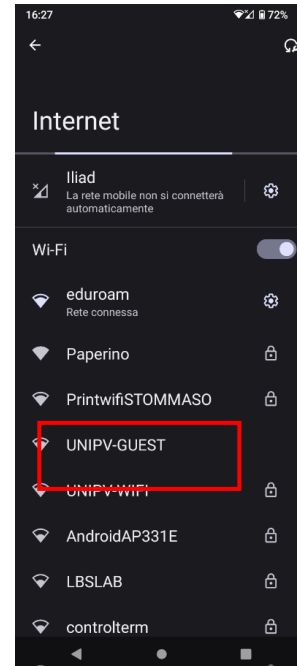 16:27 72%
Internet
Iliad
La rete mobile non si connetterà
automaticamente
Wi-Fi
eduroam
Rete connessa
Paperino
PrintwifiSTOMMASO
UNIPV-GUEST
UNIPV-WIFI
AndroidAP331E
LBSLAB
controlterm